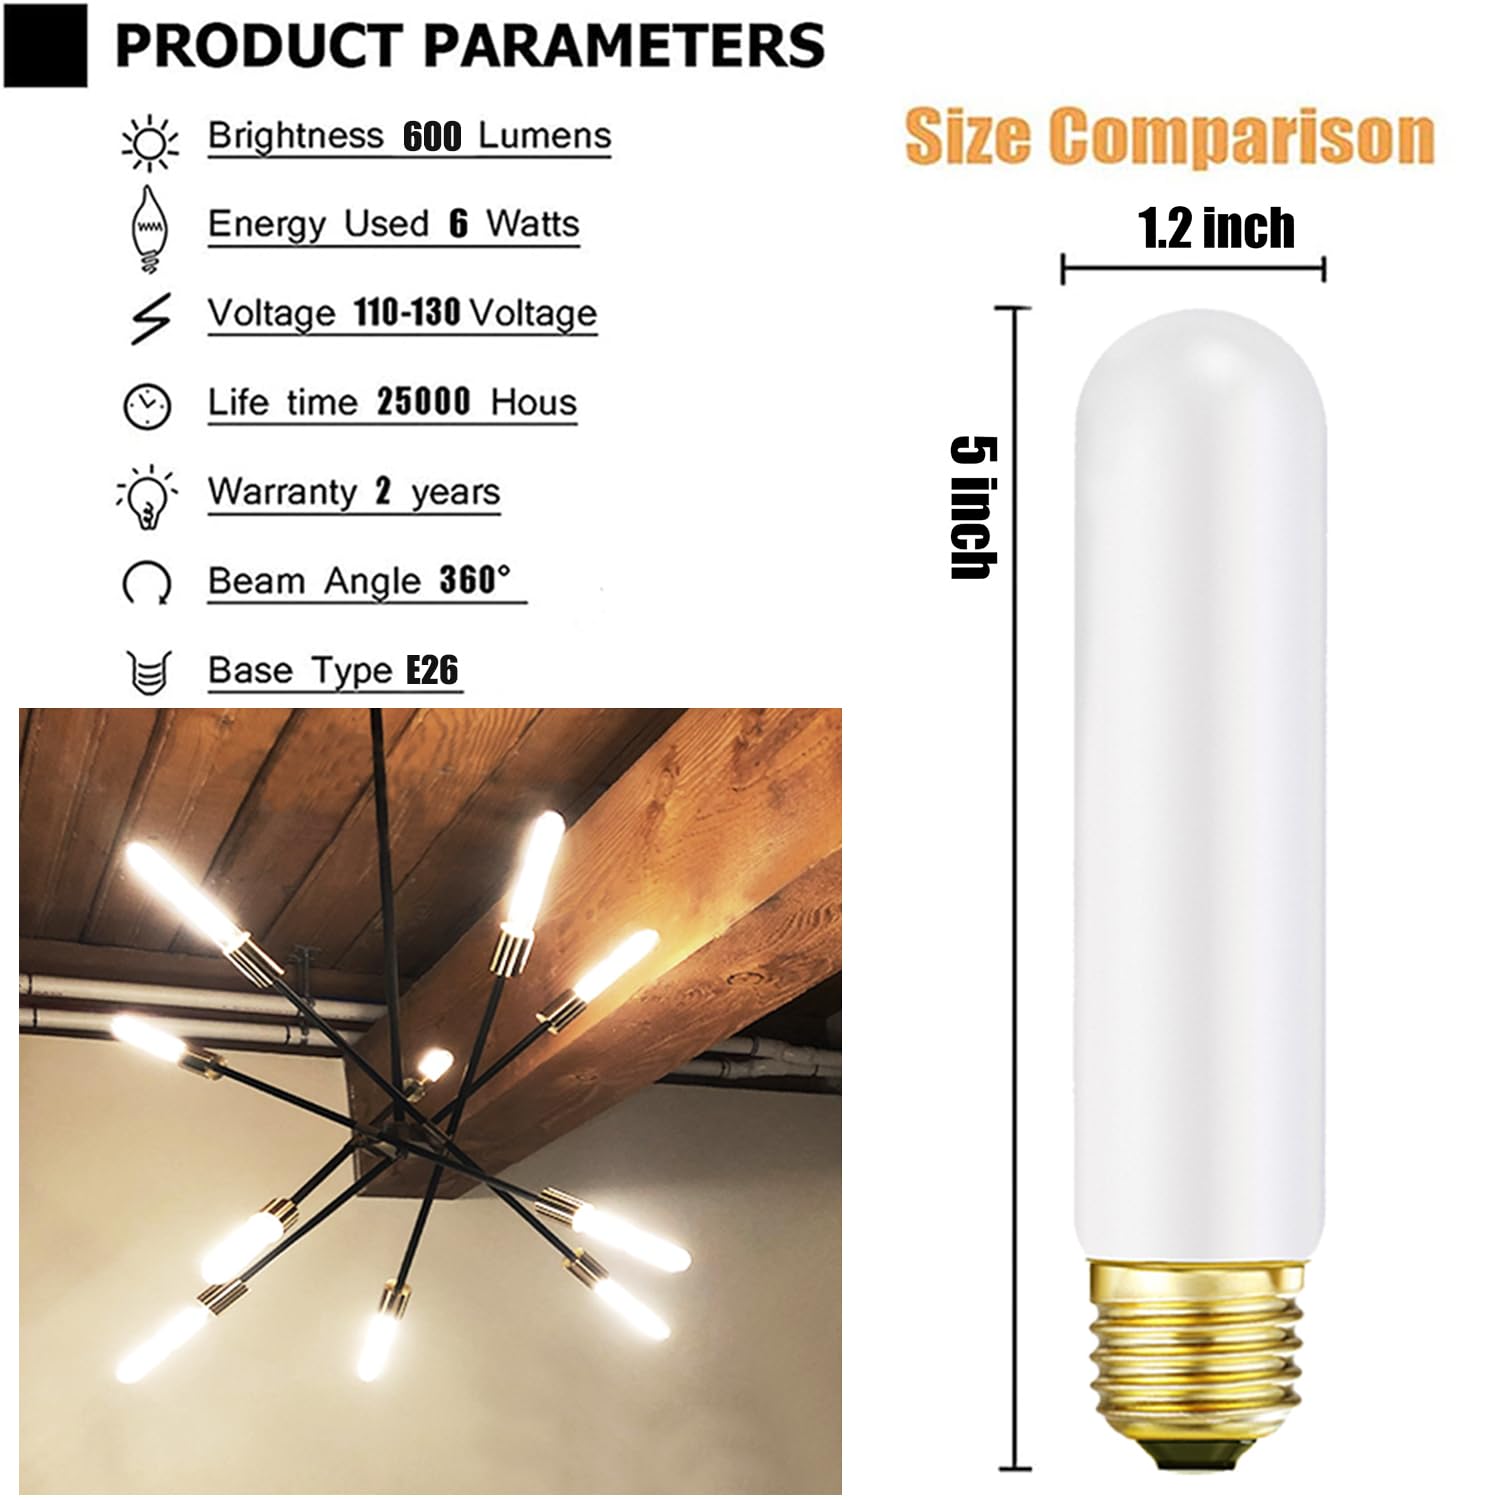 PRODUCT PARAMETERS
Brightness 600 Lumens
Energy Used 6 Watts
Voltage 110-130 Voltage
Life time 25000 Hous
Warranty 2 years
Beam Angle 360°
Base Type E26
Size Comparison
1.2 inch
5 inch